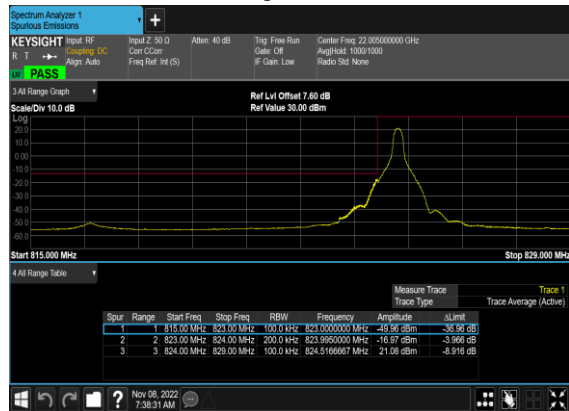 Spectrum Analyzer 1
Spurious Emissions
+
KEYSIGHT Input: RF Input Z: 50 Ω Atten: 40 dB Trig: Free Run Center Freq: 22.005000000 GHz
R T Coupling: DC Corr CCorr Gate: Off Avg|Hold: 1000/1000
Align: Auto Freq Ref: Int (S) IF Gain: Low Radio Std: None
PASS
3 All Range Graph
Ref Lvl Offset 7.60 dB
Scale/Div 10.0 dB Ref Value 30.00 dBm
Log
20.0
10.0
0.00
-10.0
-20.0
-30.0
-40.0
-50.0
-60.0
Start 815.000 MHz Stop 829.000 MHz
4 All Range Table
Measure Trace Trace 1
Trace Type Trace Average (Active)
Spur Range Start Freq Stop Freq RBW Frequency Amplitude ΔLimit
1 1 815.00 MHz 823.00 MHz 100.0 kHz 823.0000000 MHz -49.96 dBm -36.96 dB
2 2 823.00 MHz 824.00 MHz 200.0 kHz 823.9950000 MHz -16.97 dBm -3.966 dB
3 3 824.00 MHz 829.00 MHz 100.0 kHz 824.5166667 MHz 21.08 dBm -8.916 dB
? Nov 08, 2022
7:38:31 AM